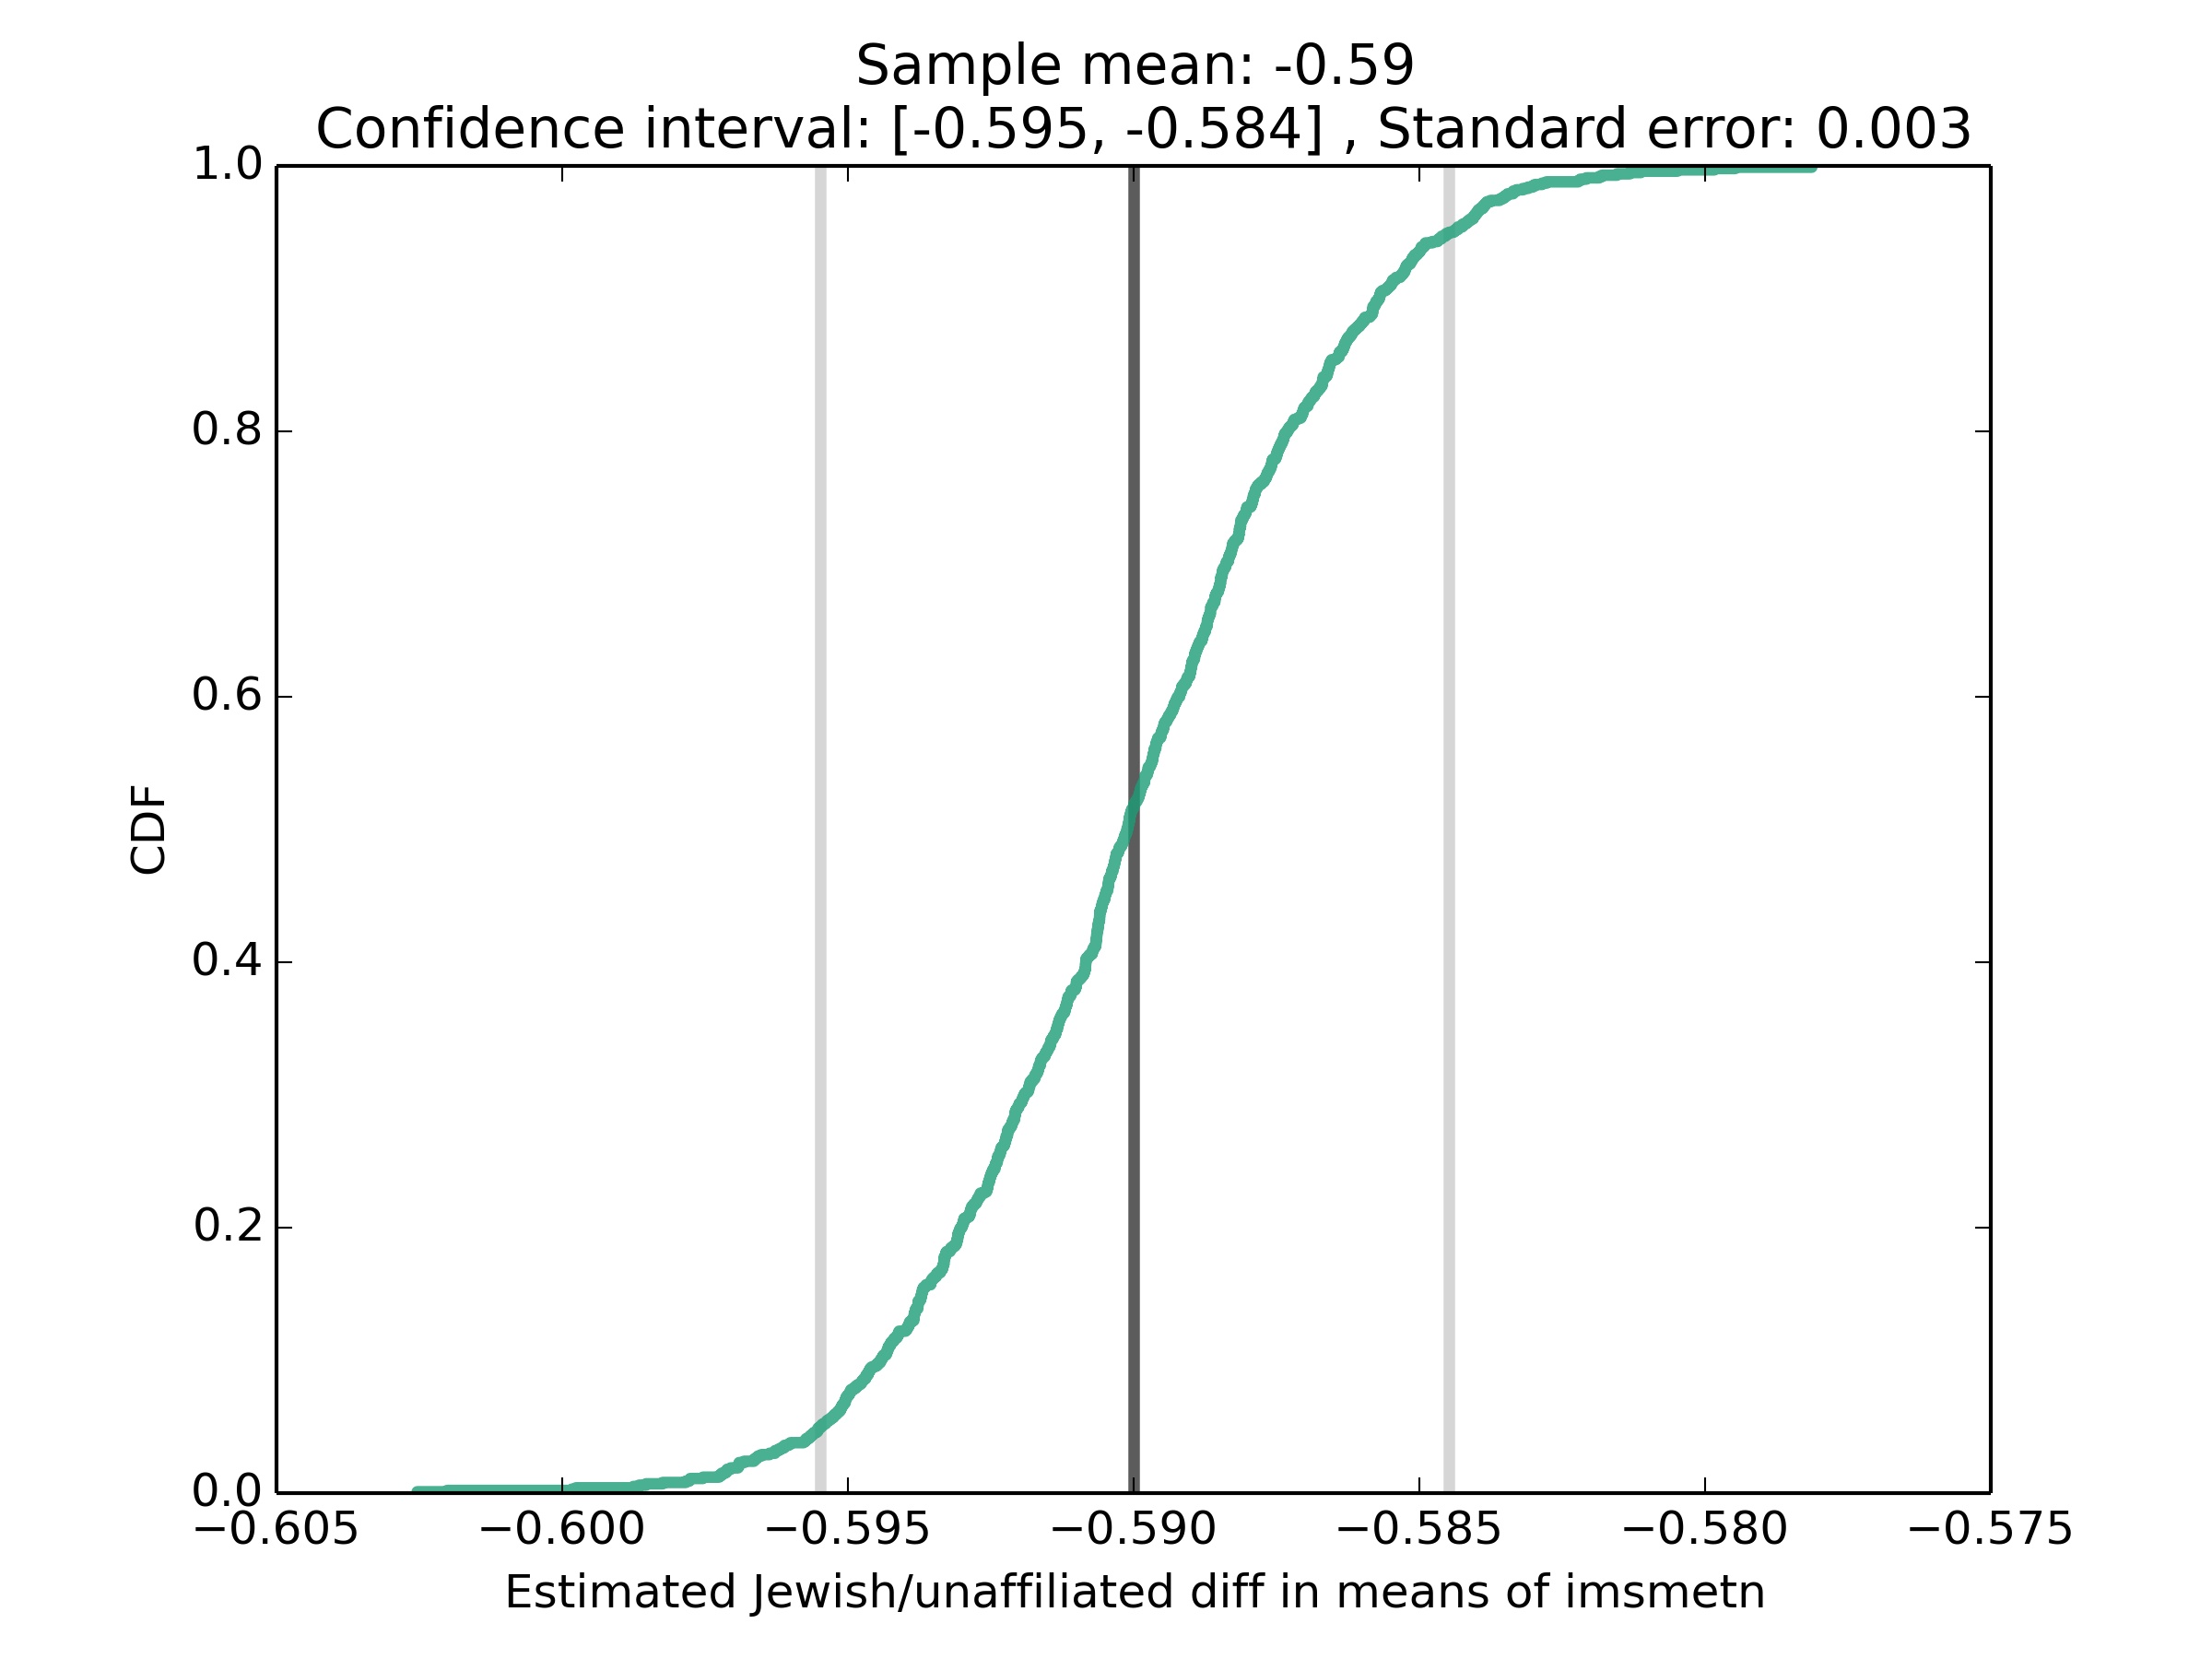 Sample mean: -0.59
Confidence interval: [-0.595, -0.584] , Standard error: 0.003
1.0
0.8
0.6
0.4
0.2
0.0
CDF
−0.605 −0.600 −0.595 −0.590 −0.585 −0.580 −0.575
Estimated Jewish/unaffiliated diff in means of imsmetn